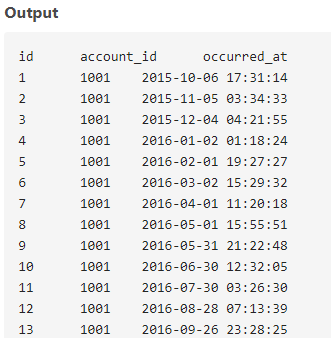 Output
id account_id occurred_at
1 1001 2015-10-06 17:31:14
2 1001 2015-11-05 03:34:33
3 1001 2015-12-04 04:21:55
4 1001 2016-01-02 01:18:24
5 1001 2016-02-01 19:27:27
6 1001 2016-03-02 15:29:32
7 1001 2016-04-01 11:20:18
8 1001 2016-05-01 15:55:51
9 1001 2016-05-31 21:22:48
10 1001 2016-06-30 12:32:05
11 1001 2016-07-30 03:26:30
12 1001 2016-08-28 07:13:39
13 1001 2016-09-26 23:28:25